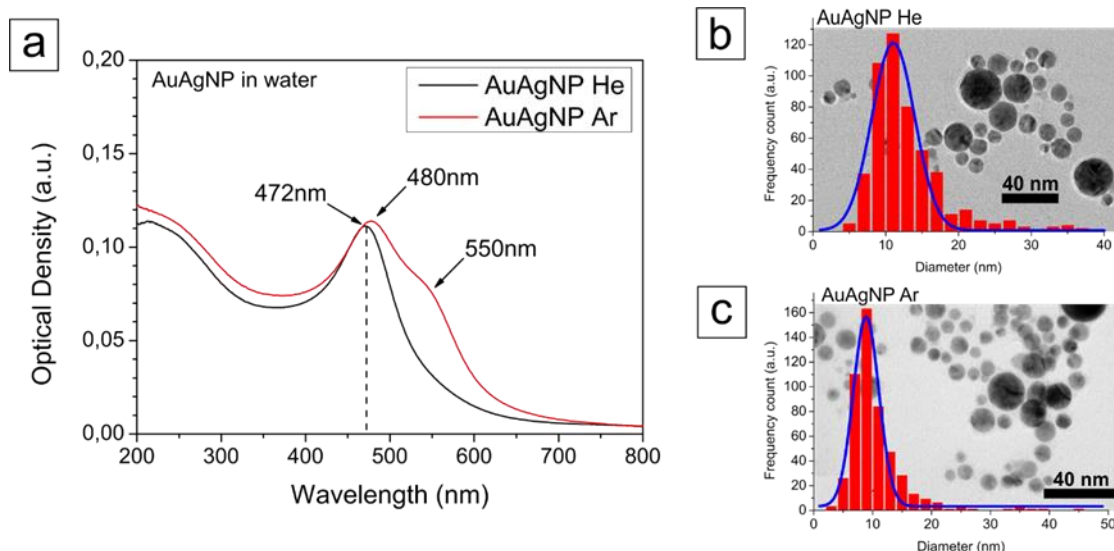 a
AuAgNP in water
AuAgNP He
AuAgNP Ar
472nm
480nm
550nm
0,20
0,15
0,10
0,05
0,00
Optical Density (a.u.)
200 300 400 500 600 700 800
Wavelength (nm)
b
AuAgNP He
120
100
80
60
40
20
0
Frequency count (a.u.)
40 nm
0 10 20 30 40
Diameter (nm)
c
AuAgNP Ar
160
140
120
100
80
60
40
20
0
Frequency count (a.u.)
40 nm
0 10 20 30 40 50
Diameter (nm)